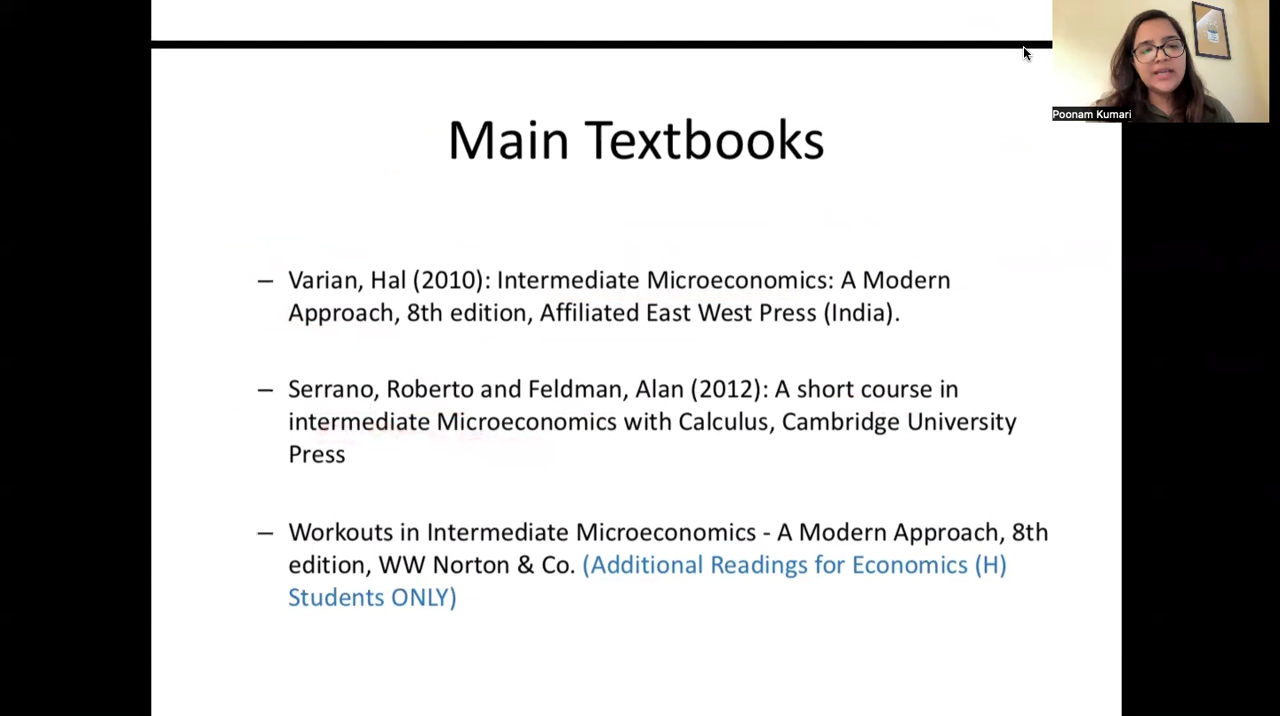 Poonam Kumari
Main Textbooks
– Varian, Hal (2010): Intermediate Microeconomics: A Modern
Approach, 8th edition, Affiliated East West Press (India).
– Serrano, Roberto and Feldman, Alan (2012): A short course in
intermediate Microeconomics with Calculus, Cambridge University
Press
– Workouts in Intermediate Microeconomics - A Modern Approach, 8th
edition, WW Norton & Co. (Additional Readings for Economics (H)
Students ONLY)